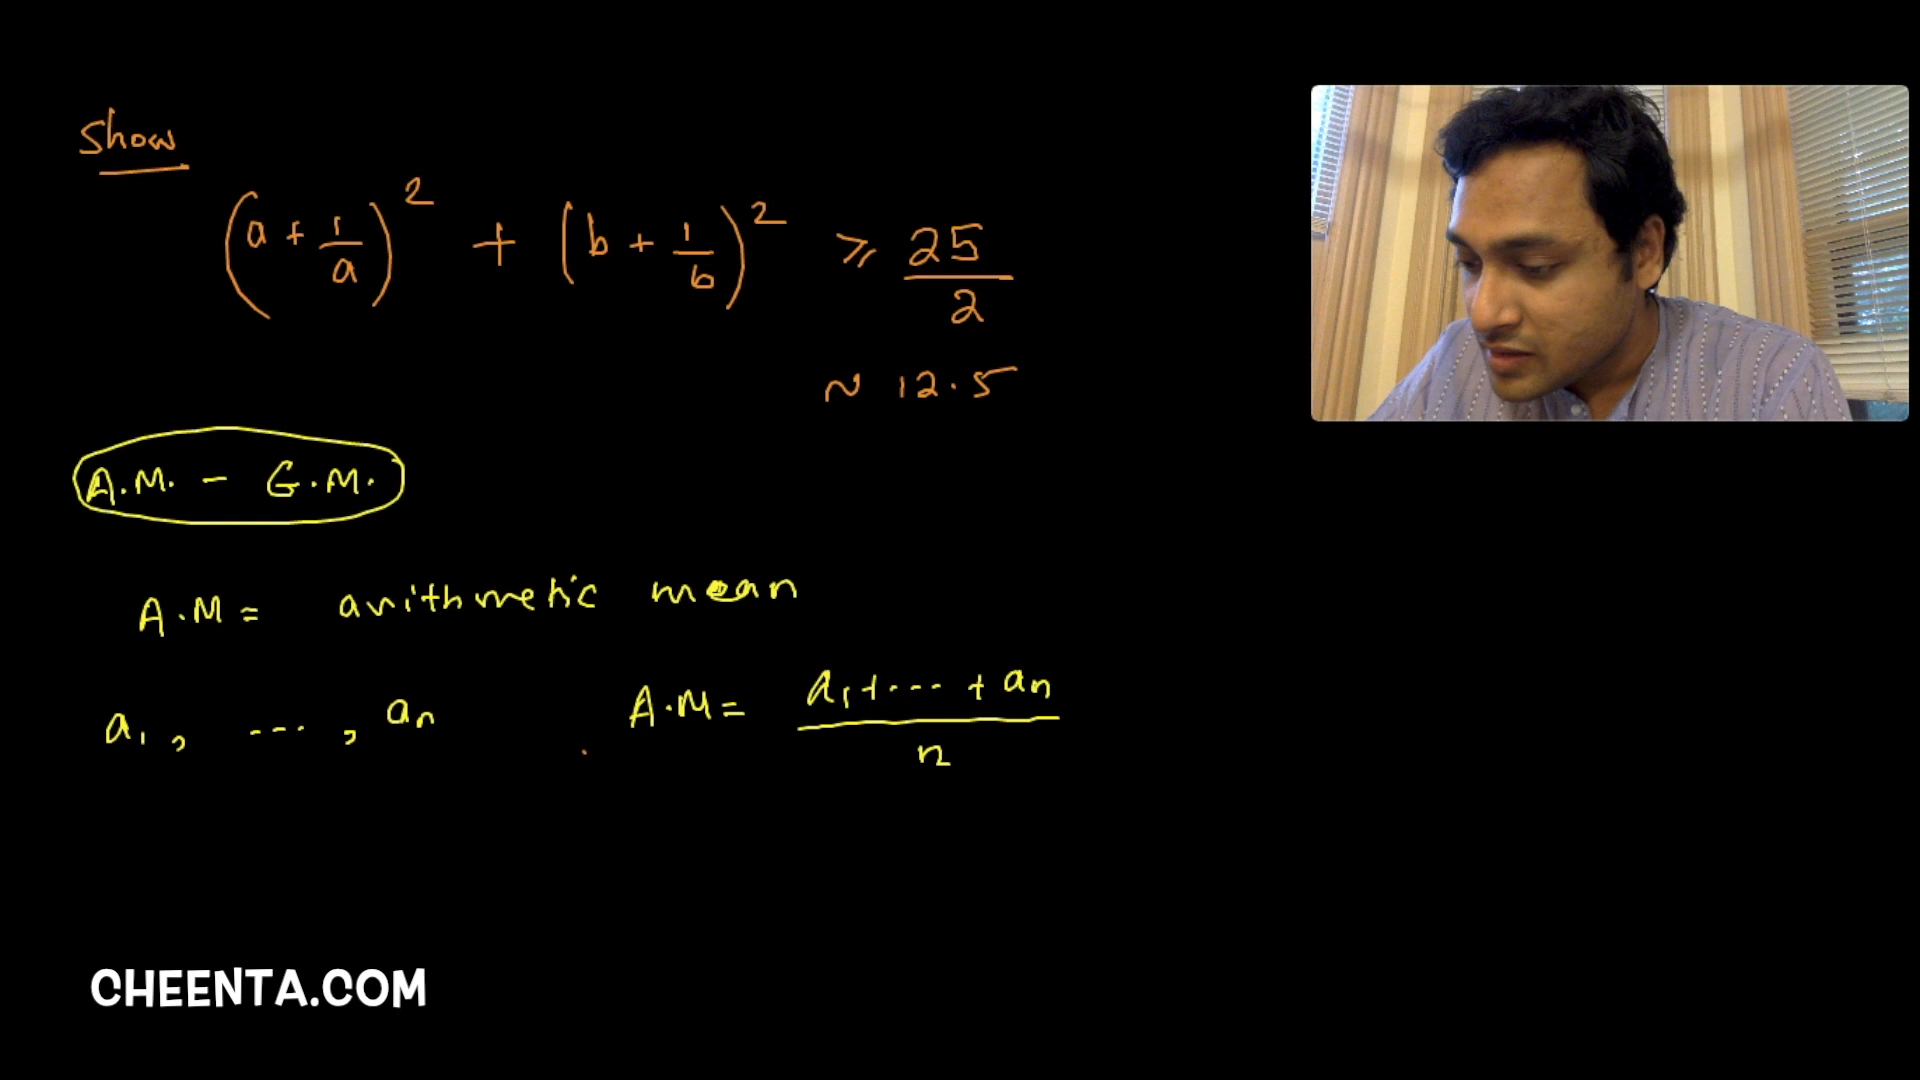 Show
(a + 1/a)² + (b + 1/b)² ≥ 25/2
~ 12.5
A.M. - G.M.
A.M = arithmetic mean
a₁, ---, aₙ A.M = a₁+---+aₙ/n
CHEENTA.COM